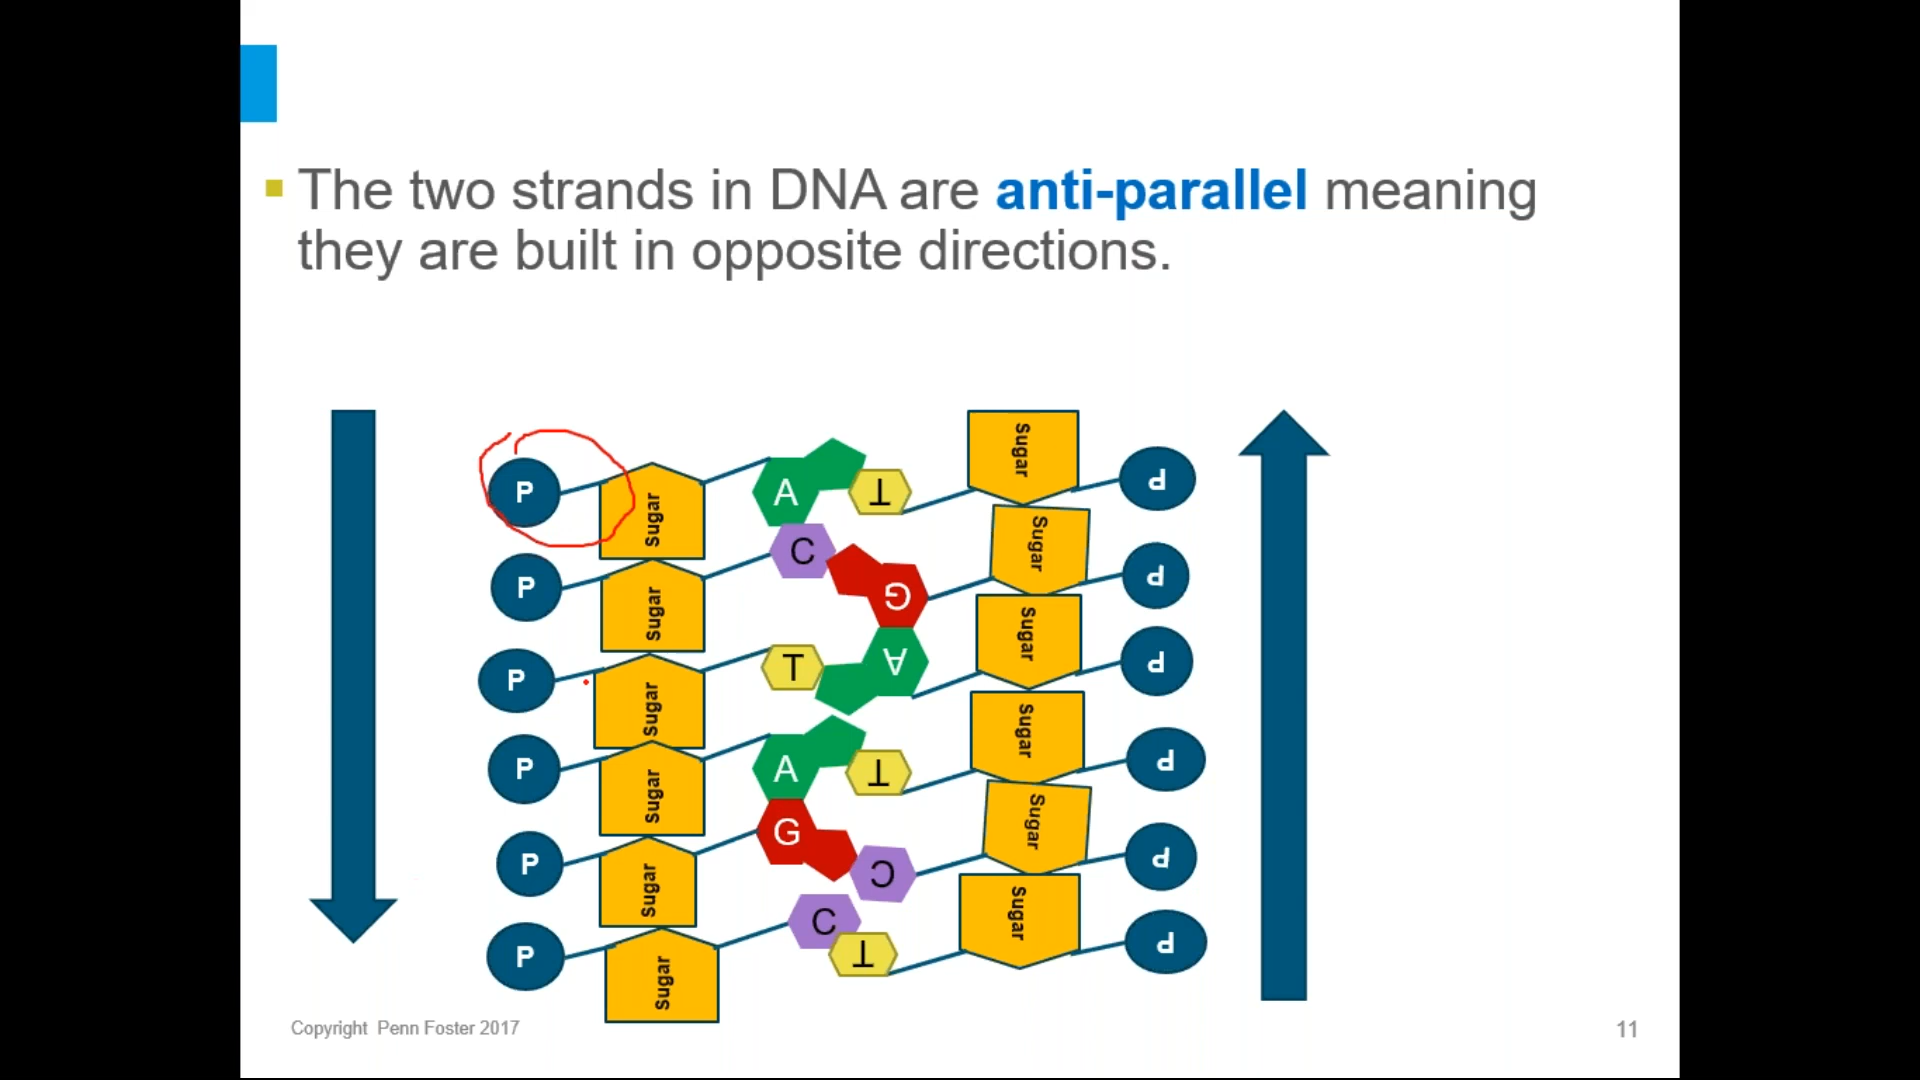 The two strands in DNA are anti-parallel meaning
they are built in opposite directions.
P Sugar A T Sugar P
P Sugar C G Sugar P
P Sugar T A Sugar P
P Sugar A T Sugar P
P Sugar G C Sugar P
P Sugar C T Sugar P
Copyright Penn Foster 2017
11